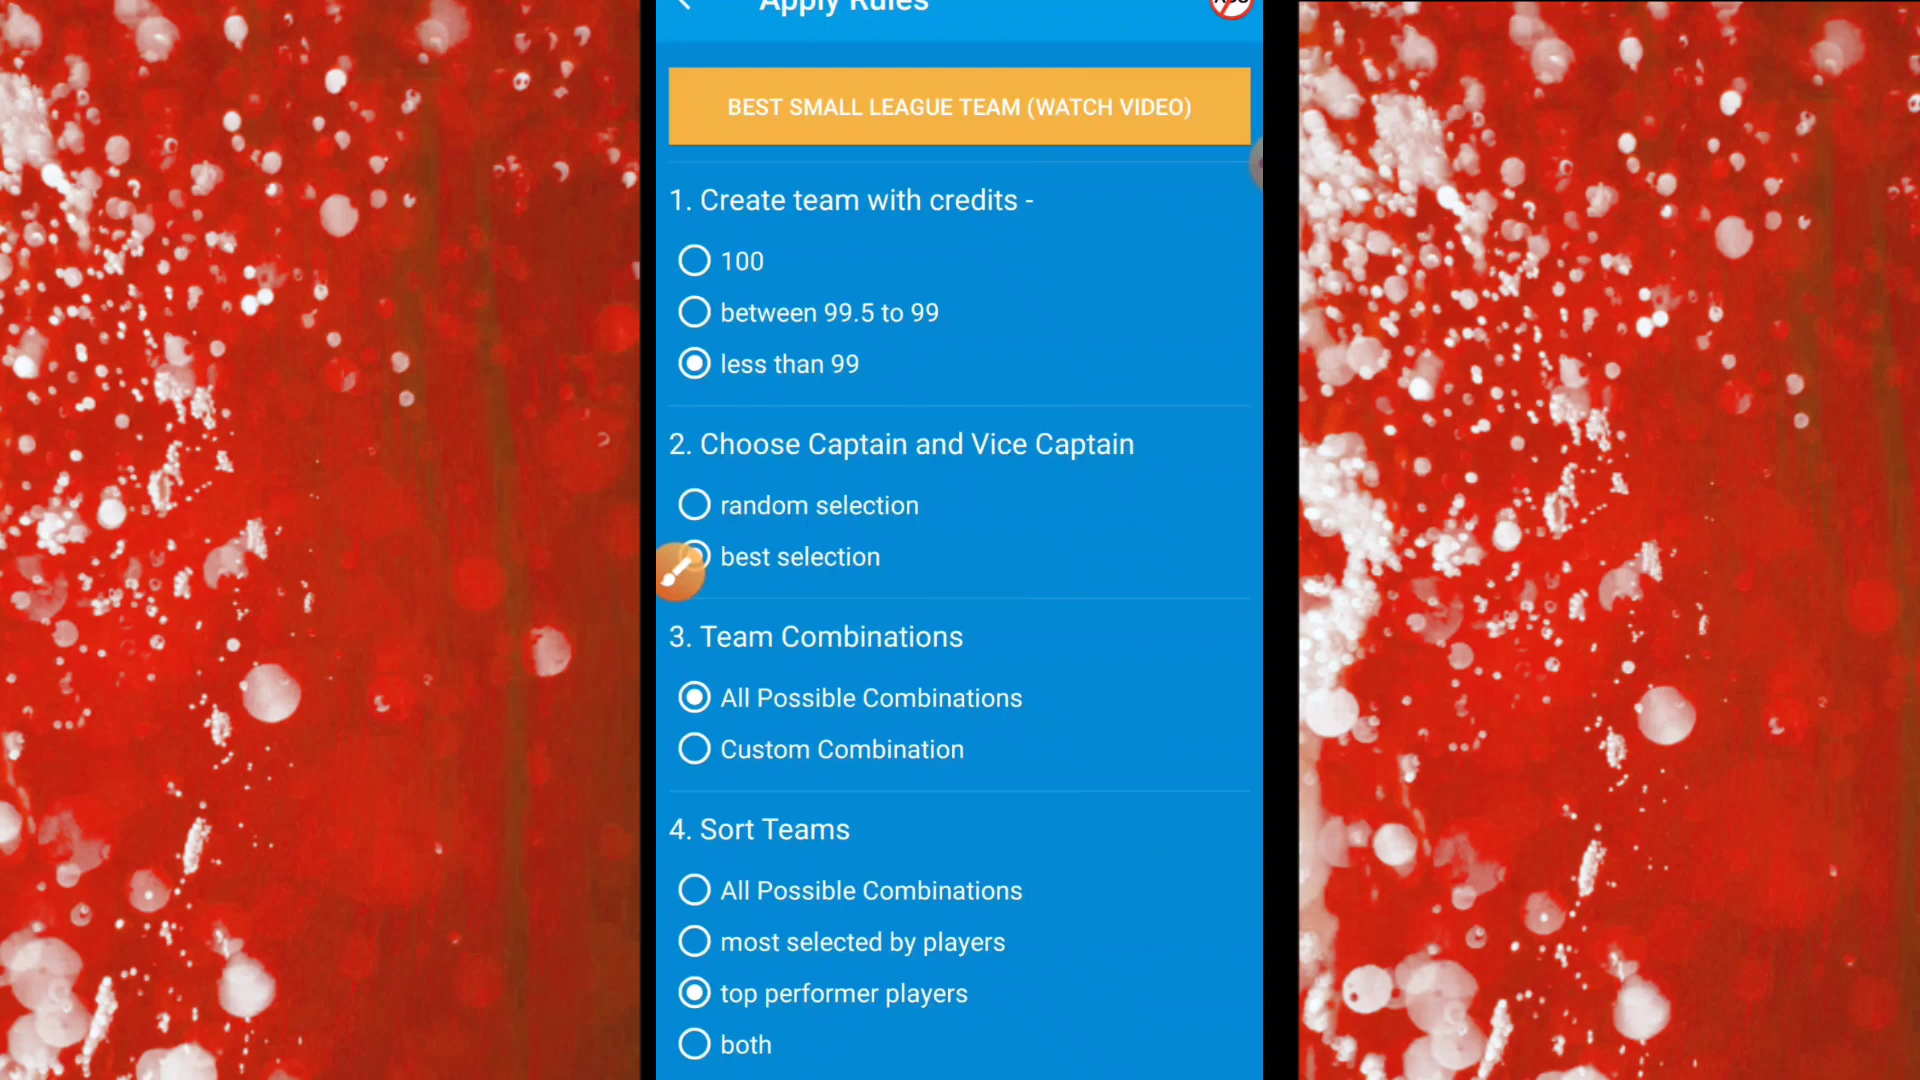 Apply Rules
BEST SMALL LEAGUE TEAM (WATCH VIDEO)
1. Create team with credits -
100
between 99.5 to 99
less than 99
2. Choose Captain and Vice Captain
random selection
best selection
3. Team Combinations
All Possible Combinations
Custom Combination
4. Sort Teams
All Possible Combinations
most selected by players
top performer players
both